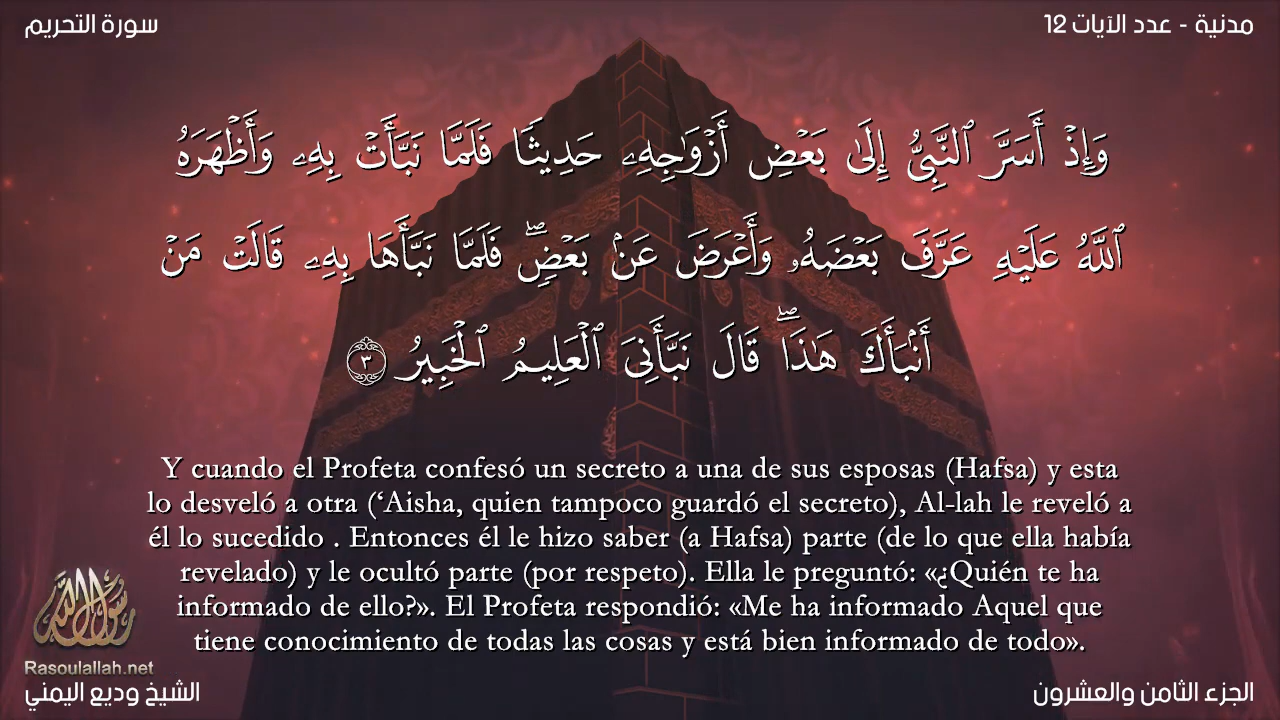 سورة التحريم
مدنية - عدد الآيات 12
وَإِذْ أَسَرَّ ٱلنَّبِىُّ إِلَىٰ بَعْضِ أَزْوَٰجِهِۦ حَدِيثًا فَلَمَّا نَبَّأَتْ بِهِۦ وَأَظْهَرَهُ
ٱللَّهُ عَلَيْهِ عَرَّفَ بَعْضَهُۥ وَأَعْرَضَ عَنۢ بَعْضٍۖ فَلَمَّا نَبَّأَهَا بِهِۦ قَالَتْ مَنْ
أَنۢبَأَكَ هَـٰذَاۖ قَالَ نَبَّأَنِىَ ٱلْعَلِيمُ ٱلْخَبِيرُ ٣
Y cuando el Profeta confesó un secreto a una de sus esposas (Hafsa) y esta
lo desveló a otra (‘Aisha, quien tampoco guardó el secreto), Al-lah le reveló a
él lo sucedido . Entonces él le hizo saber (a Hafsa) parte (de lo que ella había
revelado) y le ocultó parte (por respeto). Ella le preguntó: «¿Quién te ha
informado de ello?». El Profeta respondió: «Me ha informado Aquel que
tiene conocimiento de todas las cosas y está bien informado de todo».
رسول الله
Rasoulallah.net
الشيخ وديع اليمني
الجزء الثامن والعشرون